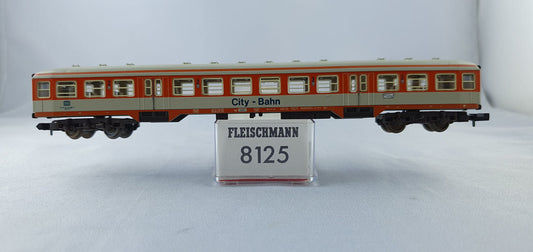 City - Bahn
FLEISCHMANN
8125